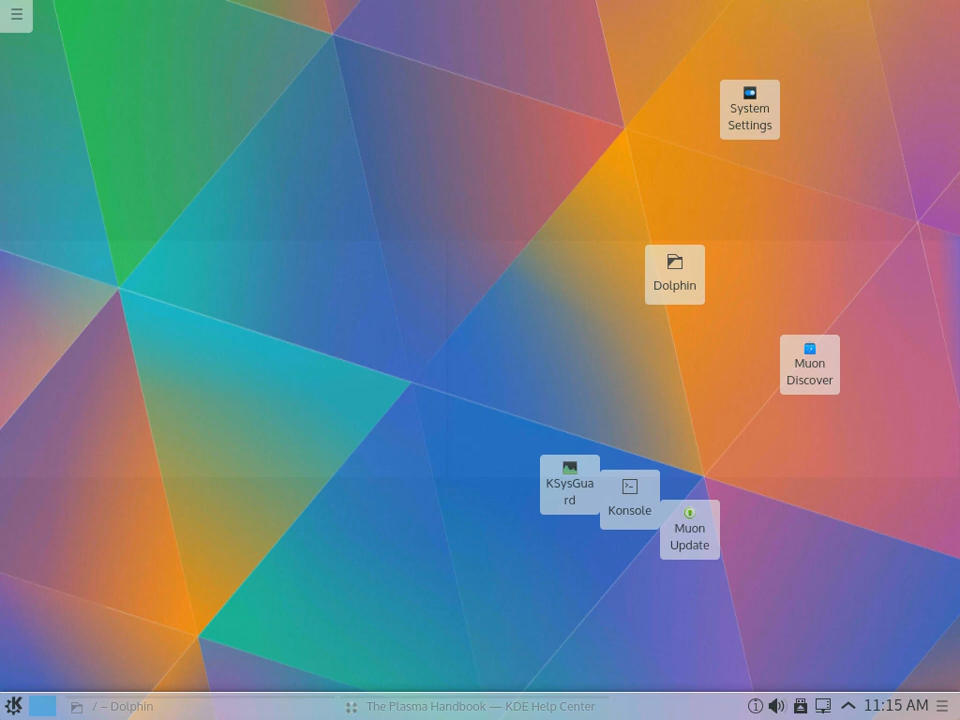 System
Settings
Dolphin
Muon
Discover
KSysGua
rd
Konsole
Muon
Update
/ – Dolphin
The Plasma Handbook — KDE Help Center
11:15 AM